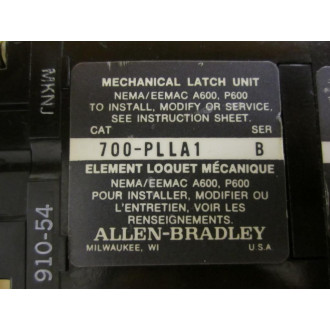 MECHANICAL LATCH UNIT
NEMA/EEMAC A600, P600
TO INSTALL, MODIFY OR SERVICE,
SEE INSTRUCTION SHEET.
CAT SER
700-PLLA1 B
ELEMENT LOQUET MÉCANIQUE
NEMA/EEMAC A600, P600
POUR INSTALLER, MODIFIER OU
L'ENTRETIEN, VOIR LES
RENSEIGNEMENTS.
ALLEN-BRADLEY
MILWAUKEE, WI U.S.A
MKNJ
910-54